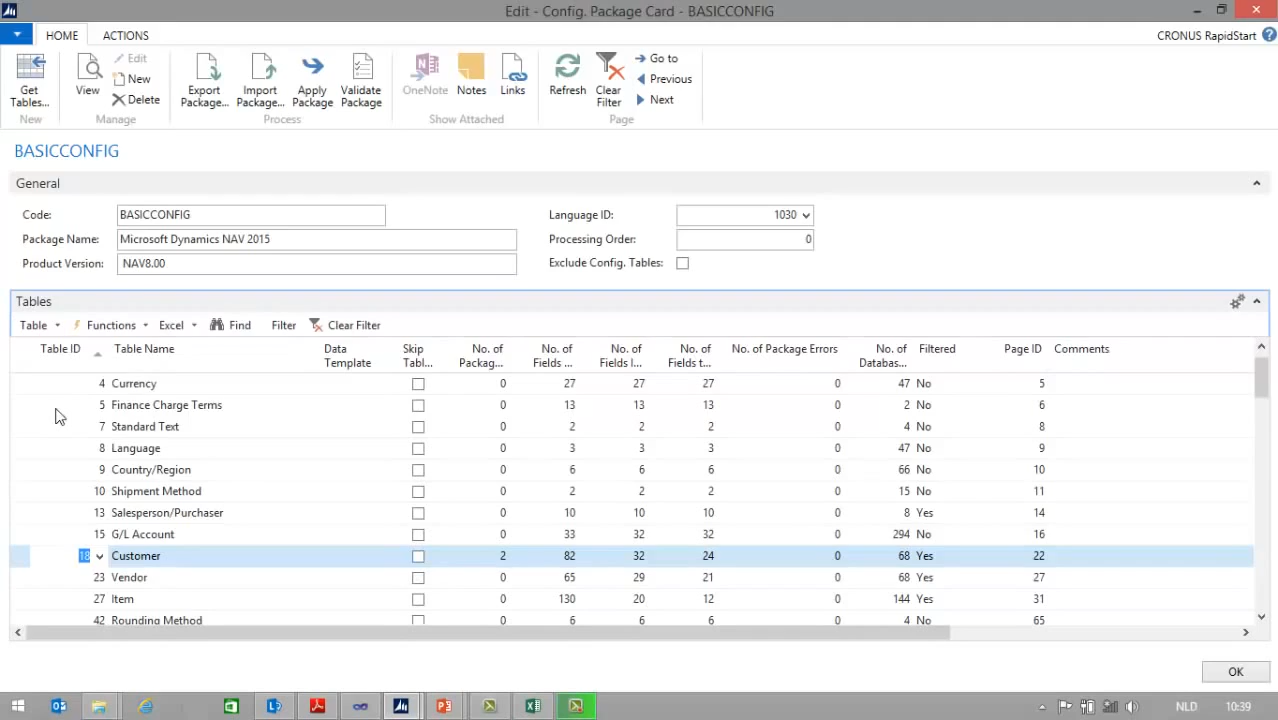 Edit - Config. Package Card - BASICCONFIG
HOME ACTIONS
CRONUS RapidStart
Get Tables...
View
Edit
New
Delete
Export Package...
Import Package...
Apply Package
Validate Package
OneNote
Notes
Links
Refresh
Clear Filter
Go to
Previous
Next
New Manage Process Show Attached Page
BASICCONFIG
General
Code: BASICCONFIG Language ID: 1030
Package Name: Microsoft Dynamics NAV 2015 Processing Order: 0
Product Version: NAV8.00 Exclude Config. Tables:
Tables
Table Functions Excel Find Filter Clear Filter
Table ID Table Name Data Template Skip Tabl... No. of Packag... No. of Fields ... No. of Fields I... No. of Fields t... No. of Package Errors No. of Databas... Filtered Page ID Comments
4 Currency 0 27 27 27 0 47 No 5
5 Finance Charge Terms 0 13 13 13 0 2 No 6
7 Standard Text 0 2 2 2 0 4 No 8
8 Language 0 3 3 3 0 47 No 9
9 Country/Region 0 6 6 6 0 66 No 10
10 Shipment Method 0 2 2 2 0 15 No 11
13 Salesperson/Purchaser 0 10 10 10 0 8 Yes 14
15 G/L Account 0 33 32 32 0 294 No 16
18 Customer 2 82 32 24 0 68 Yes 22
23 Vendor 0 65 29 21 0 68 Yes 27
27 Item 0 130 20 12 0 144 Yes 31
42 Rounding Method 0 6 6 6 0 4 No 65
OK
NLD 10:39